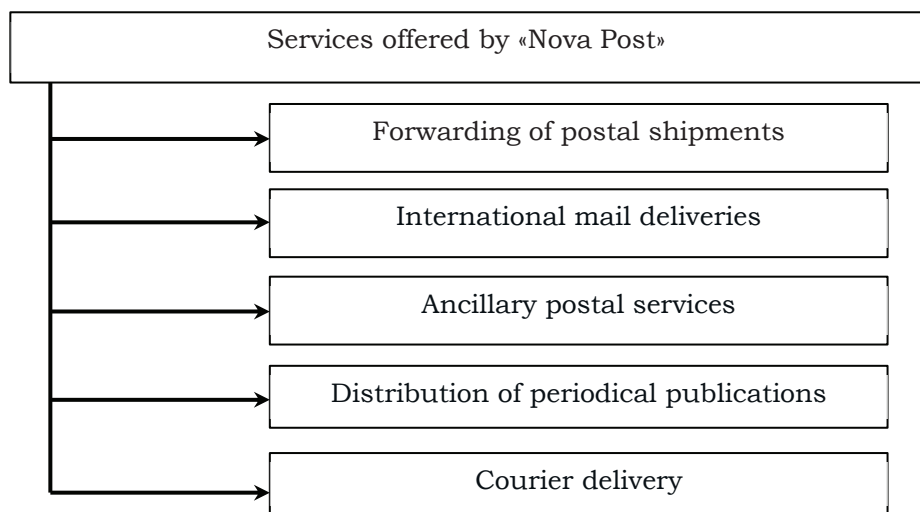 Services offered by «Nova Post»
Forwarding of postal shipments
International mail deliveries
Ancillary postal services
Distribution of periodical publications
Courier delivery